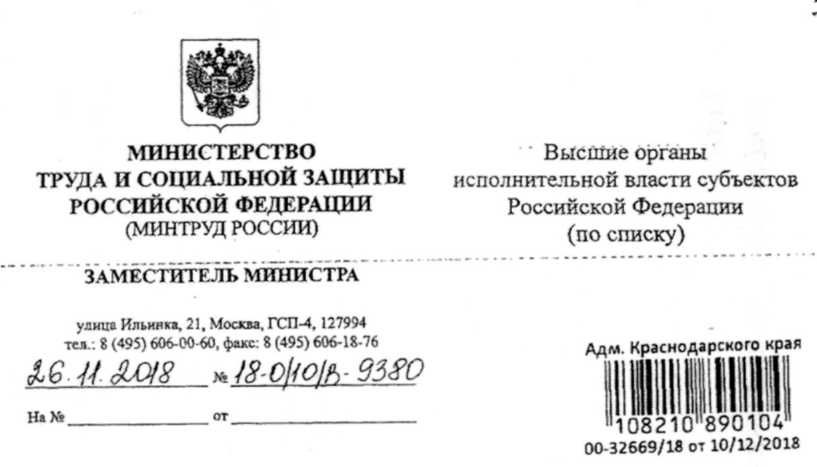 МИНИСТЕРСТВО
ТРУДА И СОЦИАЛЬНОЙ ЗАЩИТЫ
РОССИЙСКОЙ ФЕДЕРАЦИИ
(МИНТРУД РОССИИ)
ЗАМЕСТИТЕЛЬ МИНИСТРА
улица Ильинка, 21, Москва, ГСП-4, 127994
тел.: 8 (495) 606-00-60, факс: 8 (495) 606-18-76
26.11.2018 № 18-0/10/В-9380
На № от
Высшие органы
исполнительной власти субъектов
Российской Федерации
(по списку)
Адм. Краснодарского края
108210 890104
00-32669/18 от 10/12/2018